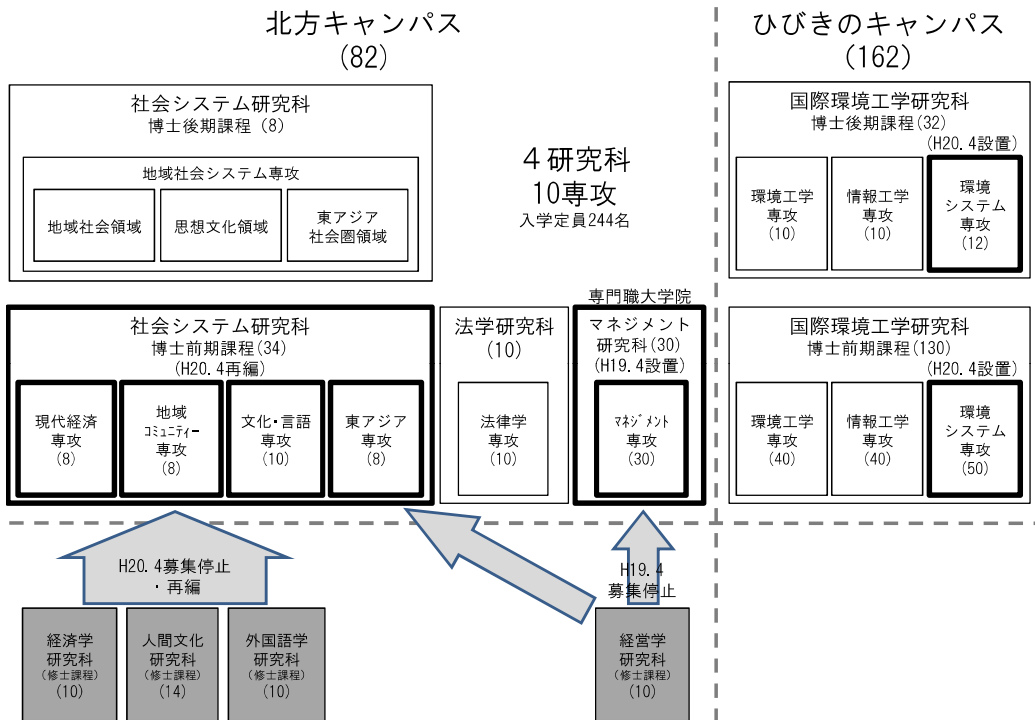 北方キャンパス
(82)
ひびきのキャンパス
(162)
社会システム研究科
博士後期課程 (8)
地域社会システム専攻
地域社会領域
思想文化領域
東アジア
社会圏領域
4研究科
10専攻
入学定員244名
国際環境工学研究科
博士後期課程(32)
(H20.4設置)
環境工学
専攻
(10)
情報工学
専攻
(10)
環境
システム
専攻
(12)
社会システム研究科
博士前期課程(34)
(H20.4再編)
現代経済
専攻
(8)
地域
コミュニティー
専攻
(8)
文化・言語
専攻
(10)
東アジア
専攻
(8)
法学研究科
(10)
法律学
専攻
(10)
専門職大学院
マネジメント
研究科(30)
(H19.4設置)
マネジメント
専攻
(30)
国際環境工学研究科
博士前期課程(130)
(H20.4設置)
環境工学
専攻
(40)
情報工学
専攻
(40)
環境
システム
専攻
(50)
H20.4募集停止
・再編
H19.4
募集停止
経済学
研究科
(修士課程)
(10)
人間文化
研究科
(修士課程)
(14)
外国語学
研究科
(修士課程)
(10)
経営学
研究科
(修士課程)
(10)